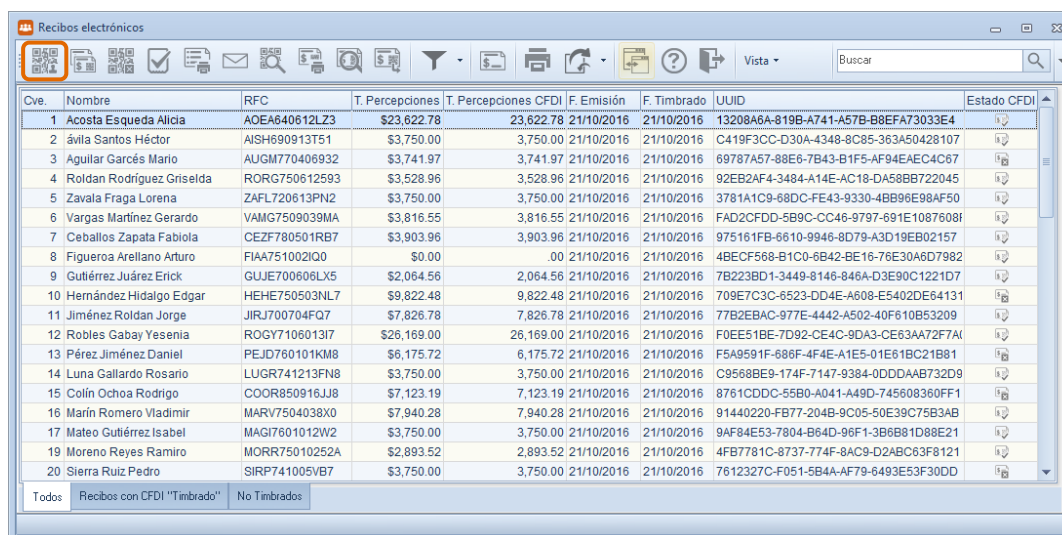 Recibos electrónicos
Vista
Buscar
Cve. Nombre RFC T. Percepciones T. Percepciones CFDI F. Emisión F. Timbrado UUID Estado CFDI
1 Acosta Esqueda Alicia AOEA640612LZ3 $23,622.78 23,622.78 21/10/2016 21/10/2016 13208A6A-819B-A741-A57B-B8EFA73033E4
2 ávila Santos Héctor AISH690913T51 $3,750.00 3,750.00 21/10/2016 21/10/2016 C419F3CC-D30A-4348-8C85-363A50428107
3 Aguilar Garcés Mario AUGM770406932 $3,741.97 3,741.97 21/10/2016 21/10/2016 69787A57-88E6-7B43-B1F5-AF94EAEC4C67
4 Roldan Rodríguez Griselda RORG750612593 $3,528.96 3,528.96 21/10/2016 21/10/2016 92EB2AF4-3484-A14E-AC18-DA58BB722045
5 Zavala Fraga Lorena ZAFL720613PN2 $3,750.00 3,750.00 21/10/2016 21/10/2016 3781A1C9-68DC-FE43-9330-4BB96E98AF50
6 Vargas Martínez Gerardo VAMG7509039MA $3,816.55 3,816.55 21/10/2016 21/10/2016 FAD2CFDD-5B9C-CC46-9797-691E1087608F
7 Ceballos Zapata Fabiola CEZF780501RB7 $3,903.96 3,903.96 21/10/2016 21/10/2016 975161FB-6610-9946-8D79-A3D19EB02157
8 Figueroa Arellano Arturo FIAA751002IQ0 $0.00 .00 21/10/2016 21/10/2016 4BECF568-B1C0-6B42-BE16-76E30A6D7982
9 Gutiérrez Juárez Erick GUJE700606LX5 $2,064.56 2,064.56 21/10/2016 21/10/2016 7B223BD1-3449-8146-846A-D3E90C1221D7
10 Hernández Hidalgo Edgar HEHE750503NL7 $9,822.48 9,822.48 21/10/2016 21/10/2016 709E7C3C-6523-DD4E-A608-E5402DE64131
11 Jiménez Roldan Jorge JIRJ700704FQ7 $7,826.78 7,826.78 21/10/2016 21/10/2016 77B2EBAC-977E-4442-A502-40F610B53209
12 Robles Gabay Yesenia ROGY7106013I7 $26,169.00 26,169.00 21/10/2016 21/10/2016 F0EE51BE-7D92-CE4C-9DA3-CE63AA72F7A
13 Pérez Jiménez Daniel PEJD760101KM8 $6,175.72 6,175.72 21/10/2016 21/10/2016 F5A9591F-686F-4F4E-A1E5-01E61BC21B81
14 Luna Gallardo Rosario LUGR741213FN8 $3,750.00 3,750.00 21/10/2016 21/10/2016 C9568BE9-174F-7147-9384-0DDDAAB732D9
15 Colín Ochoa Rodrigo COOR850916JJ8 $7,123.19 7,123.19 21/10/2016 21/10/2016 8761CDDC-55B0-A041-A49D-745608360FF1
16 Marín Romero Vladimir MARV7504038X0 $7,940.28 7,940.28 21/10/2016 21/10/2016 91440220-FB77-204B-9C05-50E39C75B3AB
17 Mateo Gutiérrez Isabel MAGI7601012W2 $3,750.00 3,750.00 21/10/2016 21/10/2016 9AF84E53-7804-B64D-96F1-3B6B81D88E21
19 Moreno Reyes Ramiro MORR75010252A $2,893.52 2,893.52 21/10/2016 21/10/2016 4FB7781C-8737-774F-8AC9-D2ABC63F8121
20 Sierra Ruiz Pedro SIRP741005VB7 $3,750.00 3,750.00 21/10/2016 21/10/2016 7612327C-F051-5B4A-AF79-6493E53F30DD
Todos Recibos con CFDI "Timbrado" No Timbrados